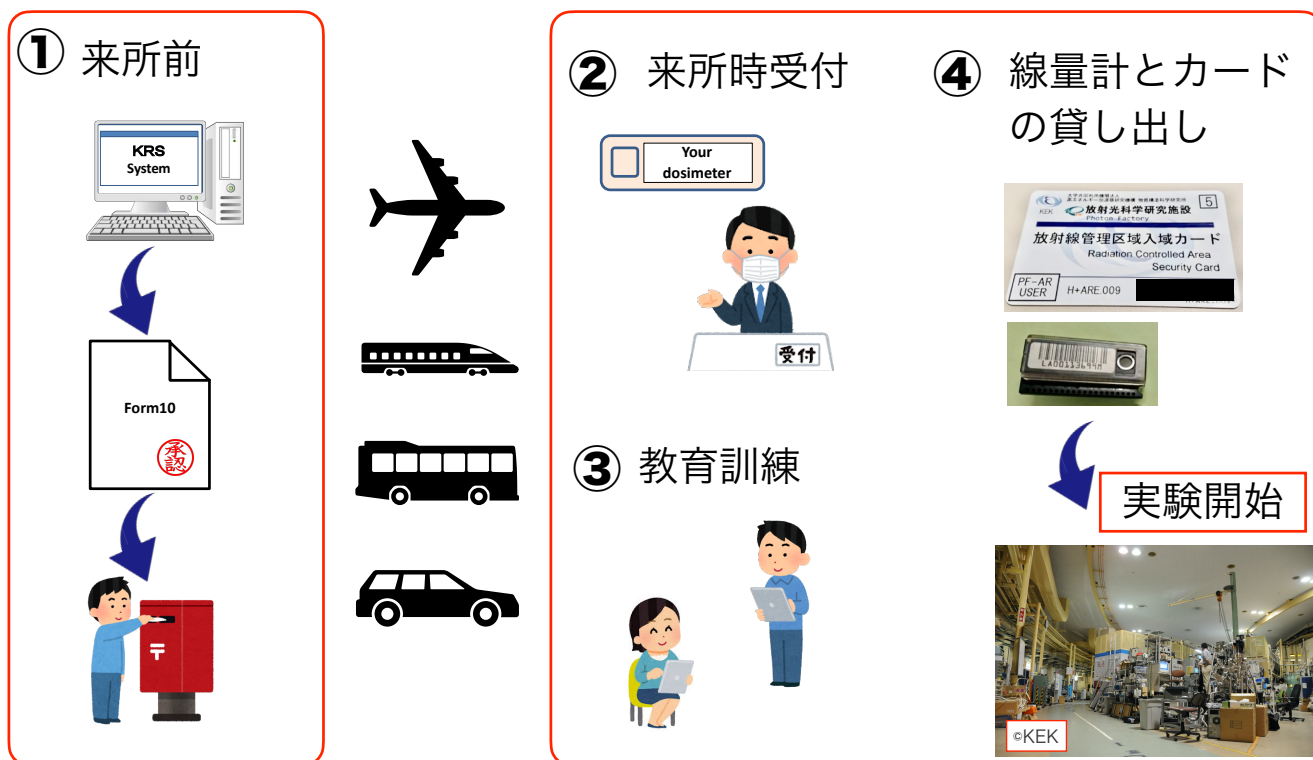 ① 来所前
KRS
System
Form10
承認
② 来所時受付
Your
dosimeter
受付
③ 教育訓練
④ 線量計とカード
の貸し出し
KEK
放射光科学研究施設
Photon Factory
5
放射線管理区域入域カード
Radiation Controlled Area
Security Card
PF-AR
USER
H+ARE.009
実験開始
©KEK